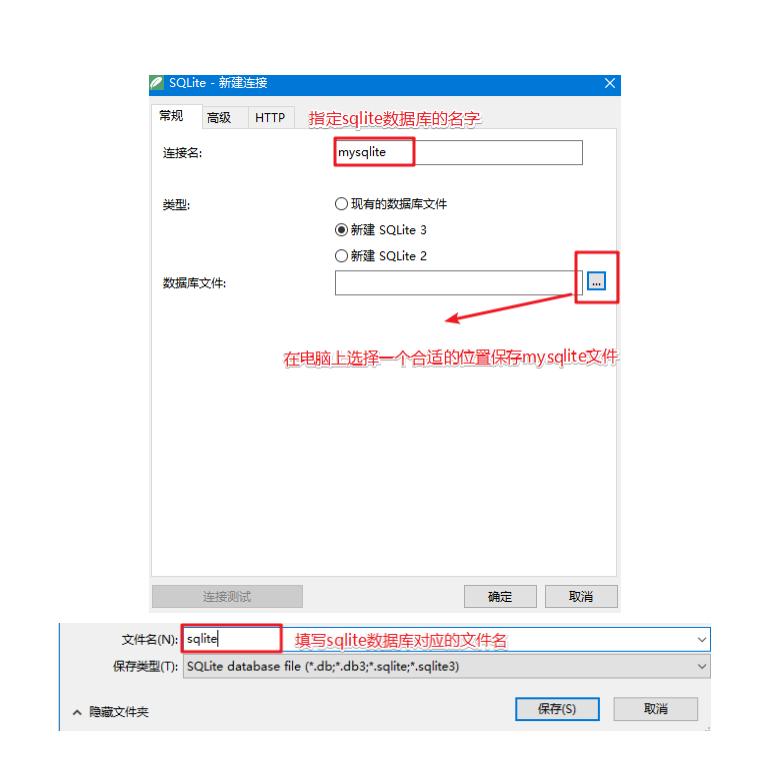 SQLite - 新建连接
常规 高级 HTTP 指定sqlite数据库的名字
连接名: mysqlite
类型: 现有的数据库文件
新建 SQLite 3
新建 SQLite 2
数据库文件: ...
在电脑上选择一个合适的位置保存mysqlite文件
连接测试 确定 取消
文件名(N): sqlite 填写sqlite数据库对应的文件名
保存类型(T): SQLite database file (*.db;*.db3;*.sqlite;*.sqlite3)
隐藏文件夹 保存(S) 取消